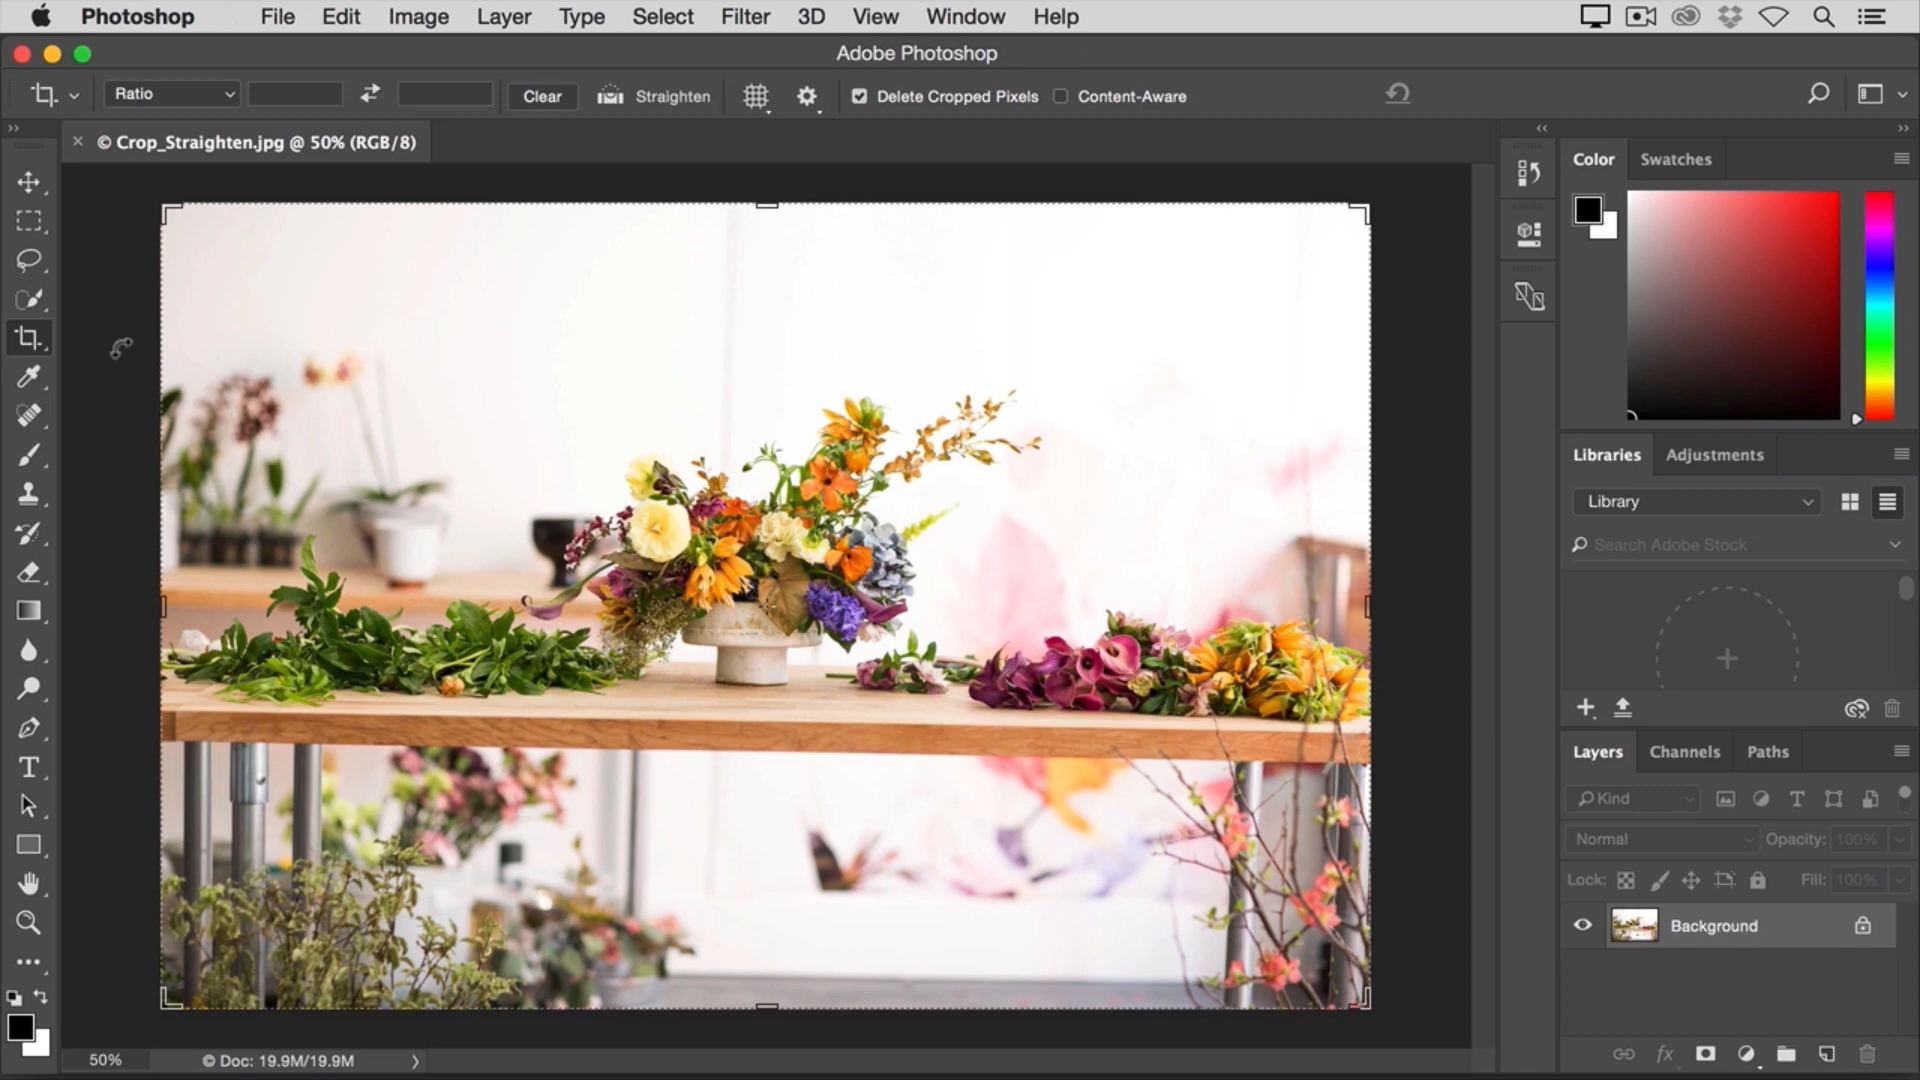 Photoshop File Edit Image Layer Type Select Filter 3D View Window Help
Adobe Photoshop
Ratio Clear Straighten Delete Cropped Pixels Content-Aware
© Crop_Straighten.jpg @ 50% (RGB/8)
Color Swatches
Libraries Adjustments
Library
Search Adobe Stock
Layers Channels Paths
Kind
Normal Opacity: 100%
Lock: Fill: 100%
Background
50% © Doc: 19.9M/19.9M
fx